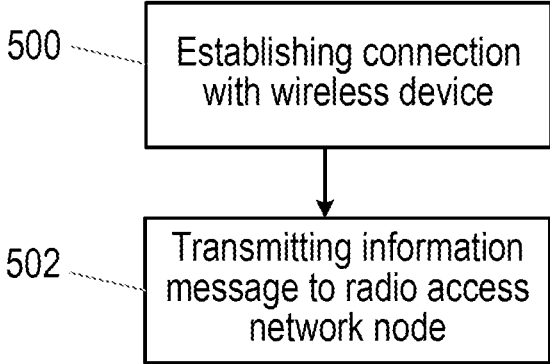 500
Establishing connection
with wireless device
502
Transmitting information
message to radio access
network node